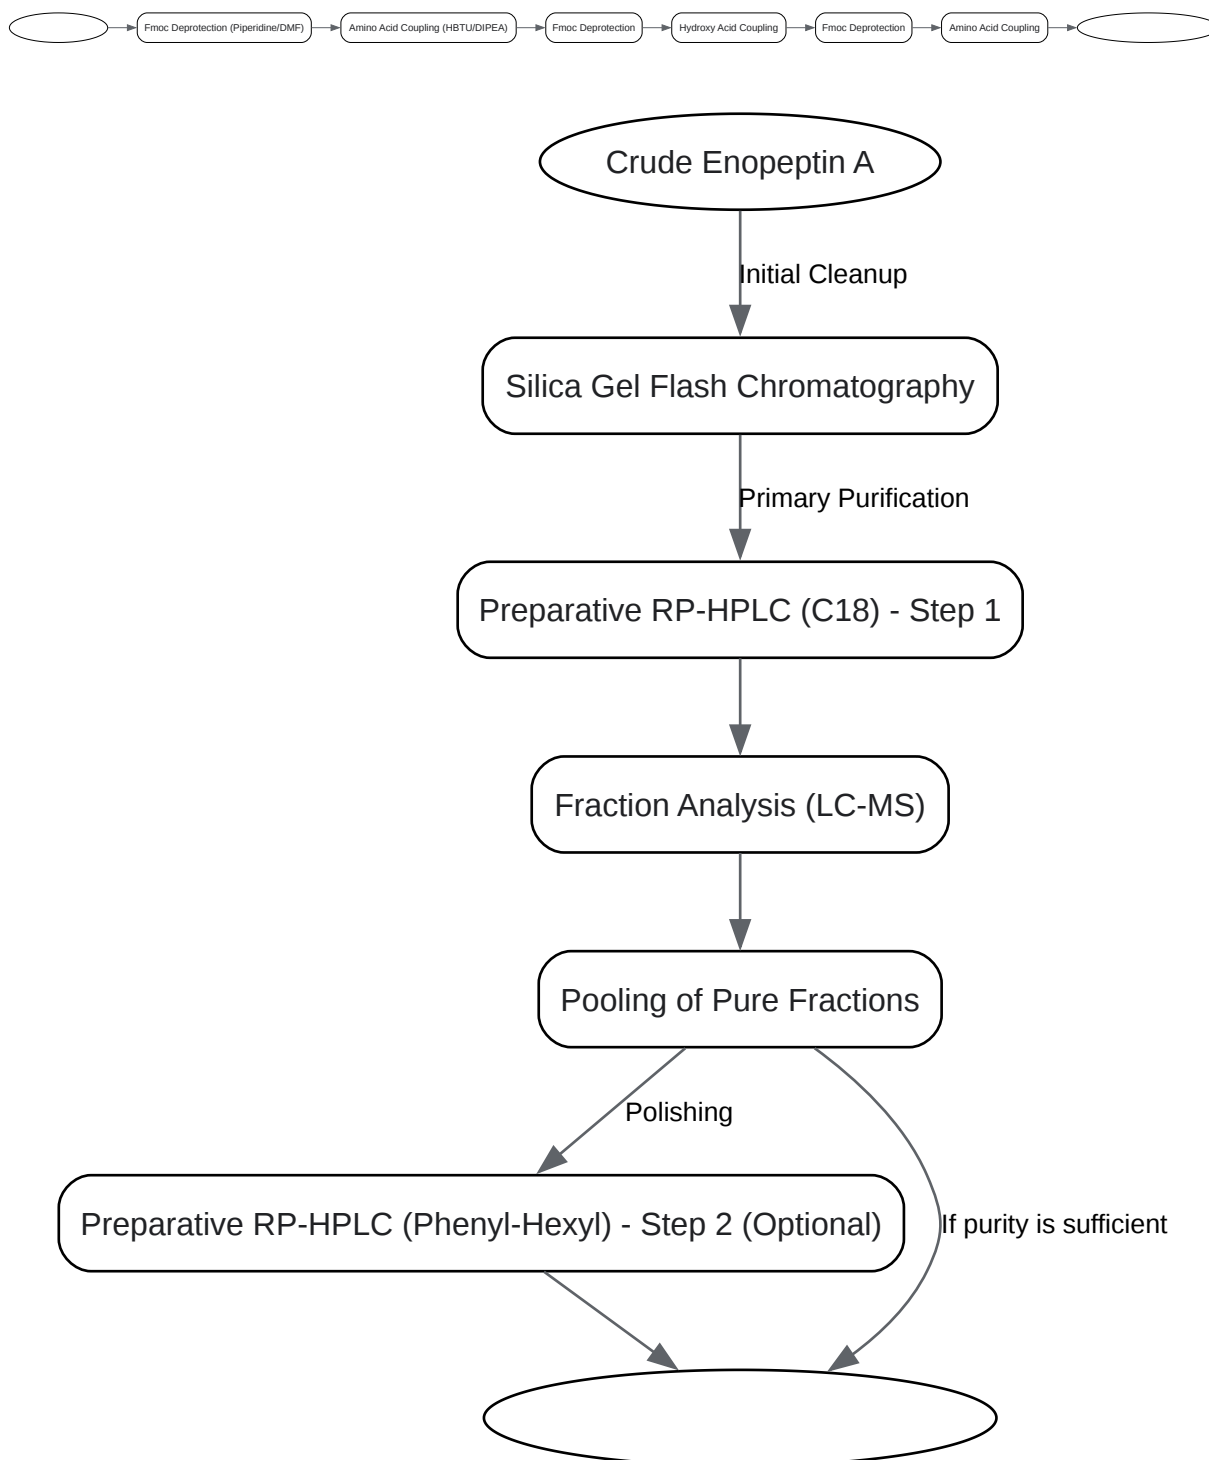 Fmoc Deprotection (Piperidine/DMF)
Amino Acid Coupling (HBTU/DIPEA)
Fmoc Deprotection
Hydroxy Acid Coupling
Fmoc Deprotection
Amino Acid Coupling
Crude Enopeptin A
Initial Cleanup
Silica Gel Flash Chromatography
Primary Purification
Preparative RP-HPLC (C18) - Step 1
Fraction Analysis (LC-MS)
Pooling of Pure Fractions
Polishing
Preparative RP-HPLC (Phenyl-Hexyl) - Step 2 (Optional)
If purity is sufficient